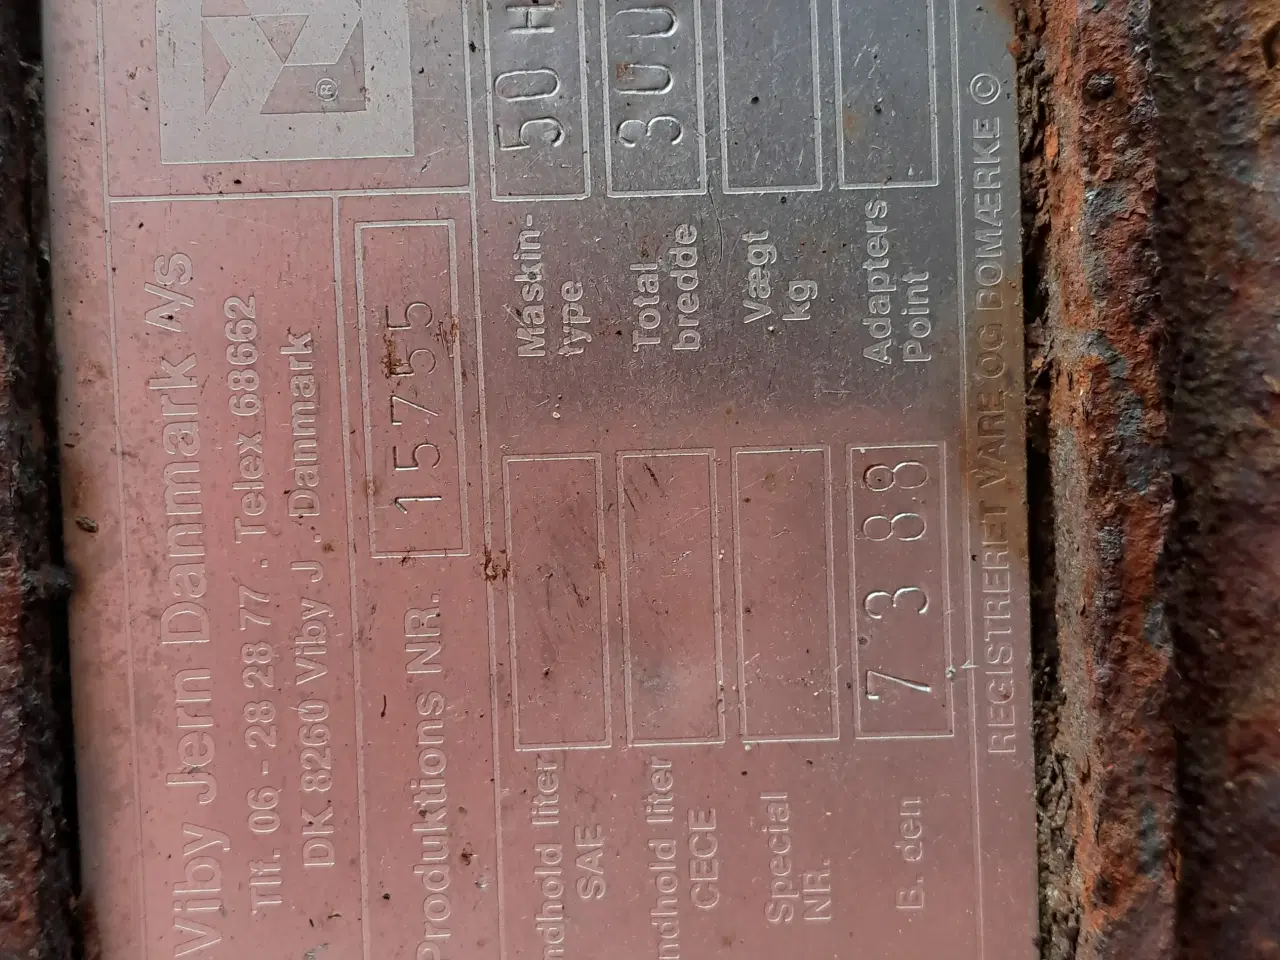 ®
Viby Jern Danmark A/S
Tlf. 06 - 28 28 77 . Telex 68662
DK 8260 Viby J . Danmark
Produktions NR. 15755
ndhold liter SAE
Maskin-type 50 H
ndhold liter CECE
Total bredde 300
Special NR.
Vægt kg
B. een 7388
Adapters Point
REGISTRERET VARE OG BOMÆRKE ©